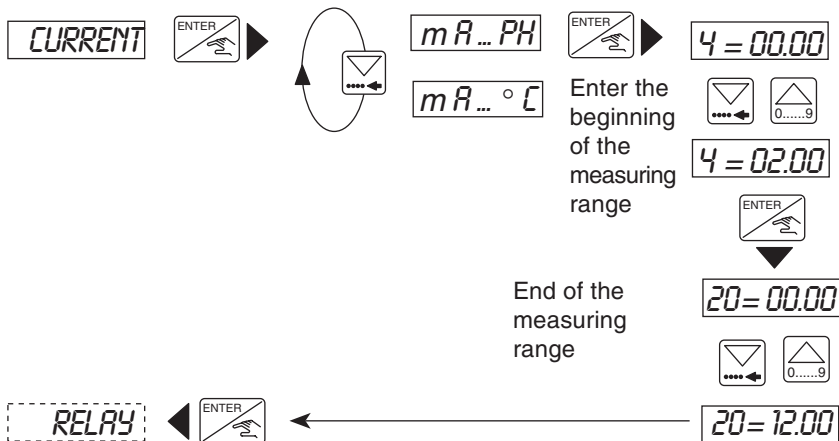 CURRENT
ENTER
mA... PH
mA... °C
ENTER
4 = 00.00
Enter the
beginning
of the
measuring
range
0......9
4 = 02.00
ENTER
End of the
measuring
range
20= 00.00
0......9
20= 12.00
ENTER
RELAY